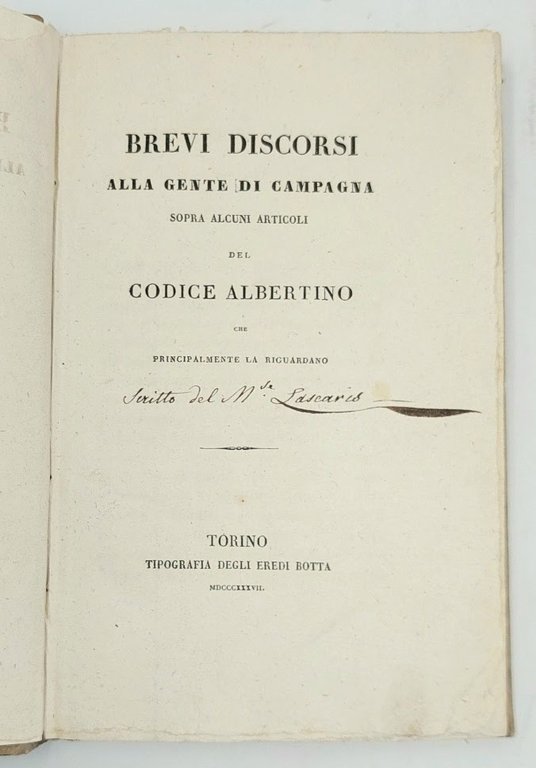 BREVI DISCORSI
ALLA GENTE DI CAMPAGNA
SOPRA ALCUNI ARTICOLI
DEL
CODICE ALBERTINO
CHE
PRINCIPALMENTE LA RIGUARDANO
Scritto del M.se Lascaris
TORINO
TIPOGRAFIA DEGLI EREDI BOTTA
MDCCCXXXVII.